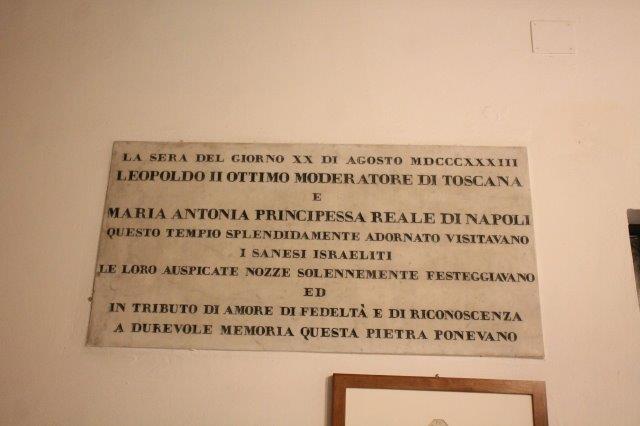 LA SERA DEL GIORNO XX DI AGOSTO MDCCCXXXIII
LEOPOLDO II OTTIMO MODERATORE DI TOSCANA
E
MARIA ANTONIA PRINCIPESSA REALE DI NAPOLI
QUESTO TEMPIO SPLENDIDAMENTE ADORNATO VISITAVANO
I SANESI ISRAELITI
LE LORO AUSPICATE NOZZE SOLENNEMENTE FESTEGGIAVANO
ED
IN TRIBUTO DI AMORE DI FEDELTÀ E DI RICONOSCENZA
A DUREVOLE MEMORIA QUESTA PIETRA PONEVANO